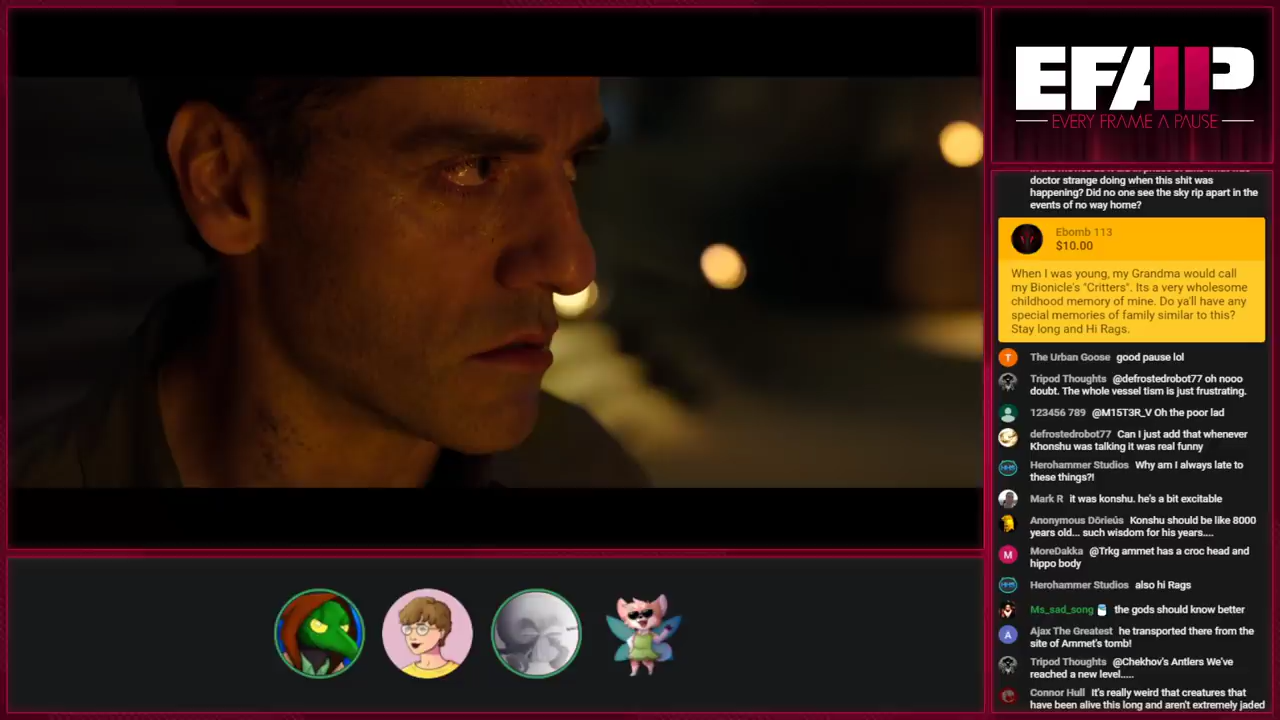 EFAP
EVERY FRAME A PAUSE
doctor strange doing when this shit was
happening? Did no one see the sky rip apart in the
events of no way home?
Ebomb 113
$10.00
When I was young, my Grandma would call
my Bionicle's "Critters". Its a very wholesome
childhood memory of mine. Do ya'll have any
special memories of family similar to this?
Stay long and Hi Rags.
T The Urban Goose good pause lol
Tripod Thoughts @defrostedrobot77 oh nooo
doubt. The whole vessel tism is just frustrating.
123456 789 @M15T3R_V Oh the poor lad
defrostedrobot77 Can I just add that whenever
Khonshu was talking it was real funny
Herohammer Studios Why am I always late to
these things?!
Mark R it was konshu. he's a bit excitable
Anonymous Dōrieús Konshu should be like 8000
years old... such wisdom for his years....
M MoreDakka @Trkg ammet has a croc head and
hippo body
Herohammer Studios also hi Rags
Ms_sad_song the gods should know better
A Ajax The Greatest he transported there from the
site of Ammet's tomb!
Tripod Thoughts @Chekhov's Antlers We've
reached a new level.....
Connor Hull It's really weird that creatures that
have been alive this long and aren't extremely jaded